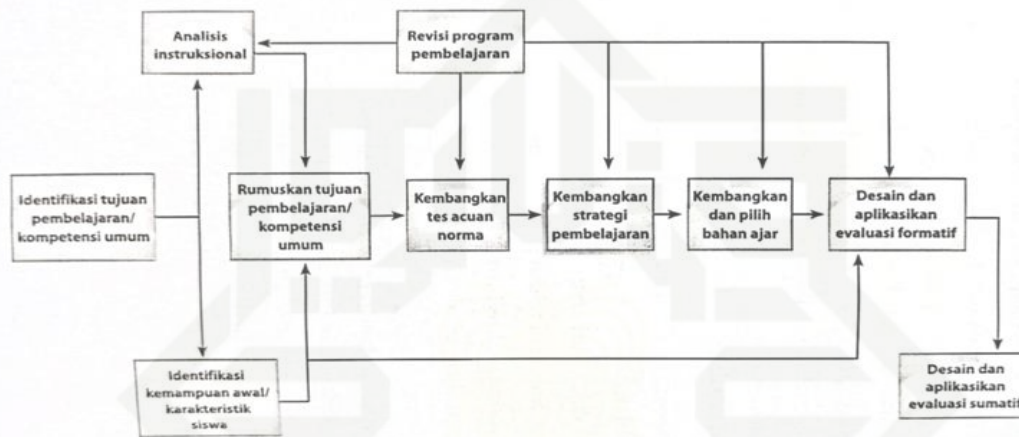 Analisis
instruksional
Revisi program
pembelajaran
Identifikasi tujuan
pembelajaran/
kompetensi umum
Rumuskan tujuan
pembelajaran/
kompetensi
umum
Kembangkan
tes acuan
norma
Kembangkan
strategi
pembelajaran
Kembangkan
dan pilih
bahan ajar
Desain dan
aplikasikan
evaluasi formatif
Identifikasi
kemampuan awal/
karakteristik
siswa
Desain dan
aplikasikan
evaluasi sumatif